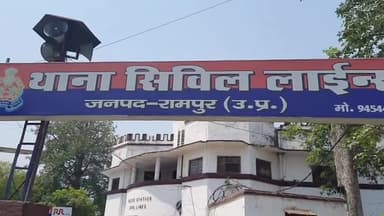 थाना सिविल लाईन
जनपद-रामपुर (उ.प्र.)
मो. 9454